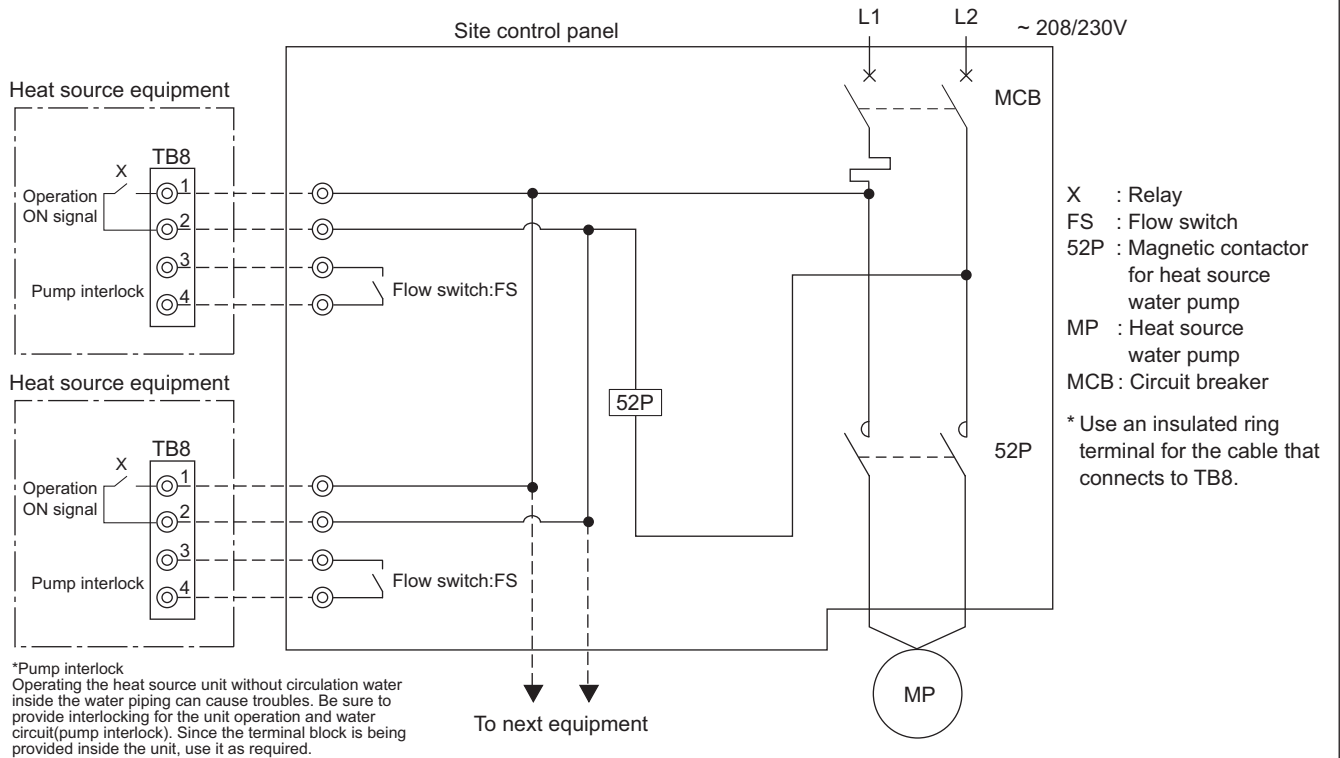 Site control panel
L1
L2
~ 208/230V
MCB
Heat source equipment
TB8
X
Operation
ON signal
1
2
3
4
Pump interlock
Flow switch:FS
52P
52P
Heat source equipment
TB8
X
Operation
ON signal
1
2
3
4
Pump interlock
Flow switch:FS
To next equipment
MP
X : Relay
FS : Flow switch
52P : Magnetic contactor
for heat source
water pump
MP : Heat source
water pump
MCB : Circuit breaker
* Use an insulated ring
terminal for the cable that
connects to TB8.
*Pump interlock
Operating the heat source unit without circulation water
inside the water piping can cause troubles. Be sure to
provide interlocking for the unit operation and water
circuit(pump interlock). Since the terminal block is being
provided inside the unit, use it as required.